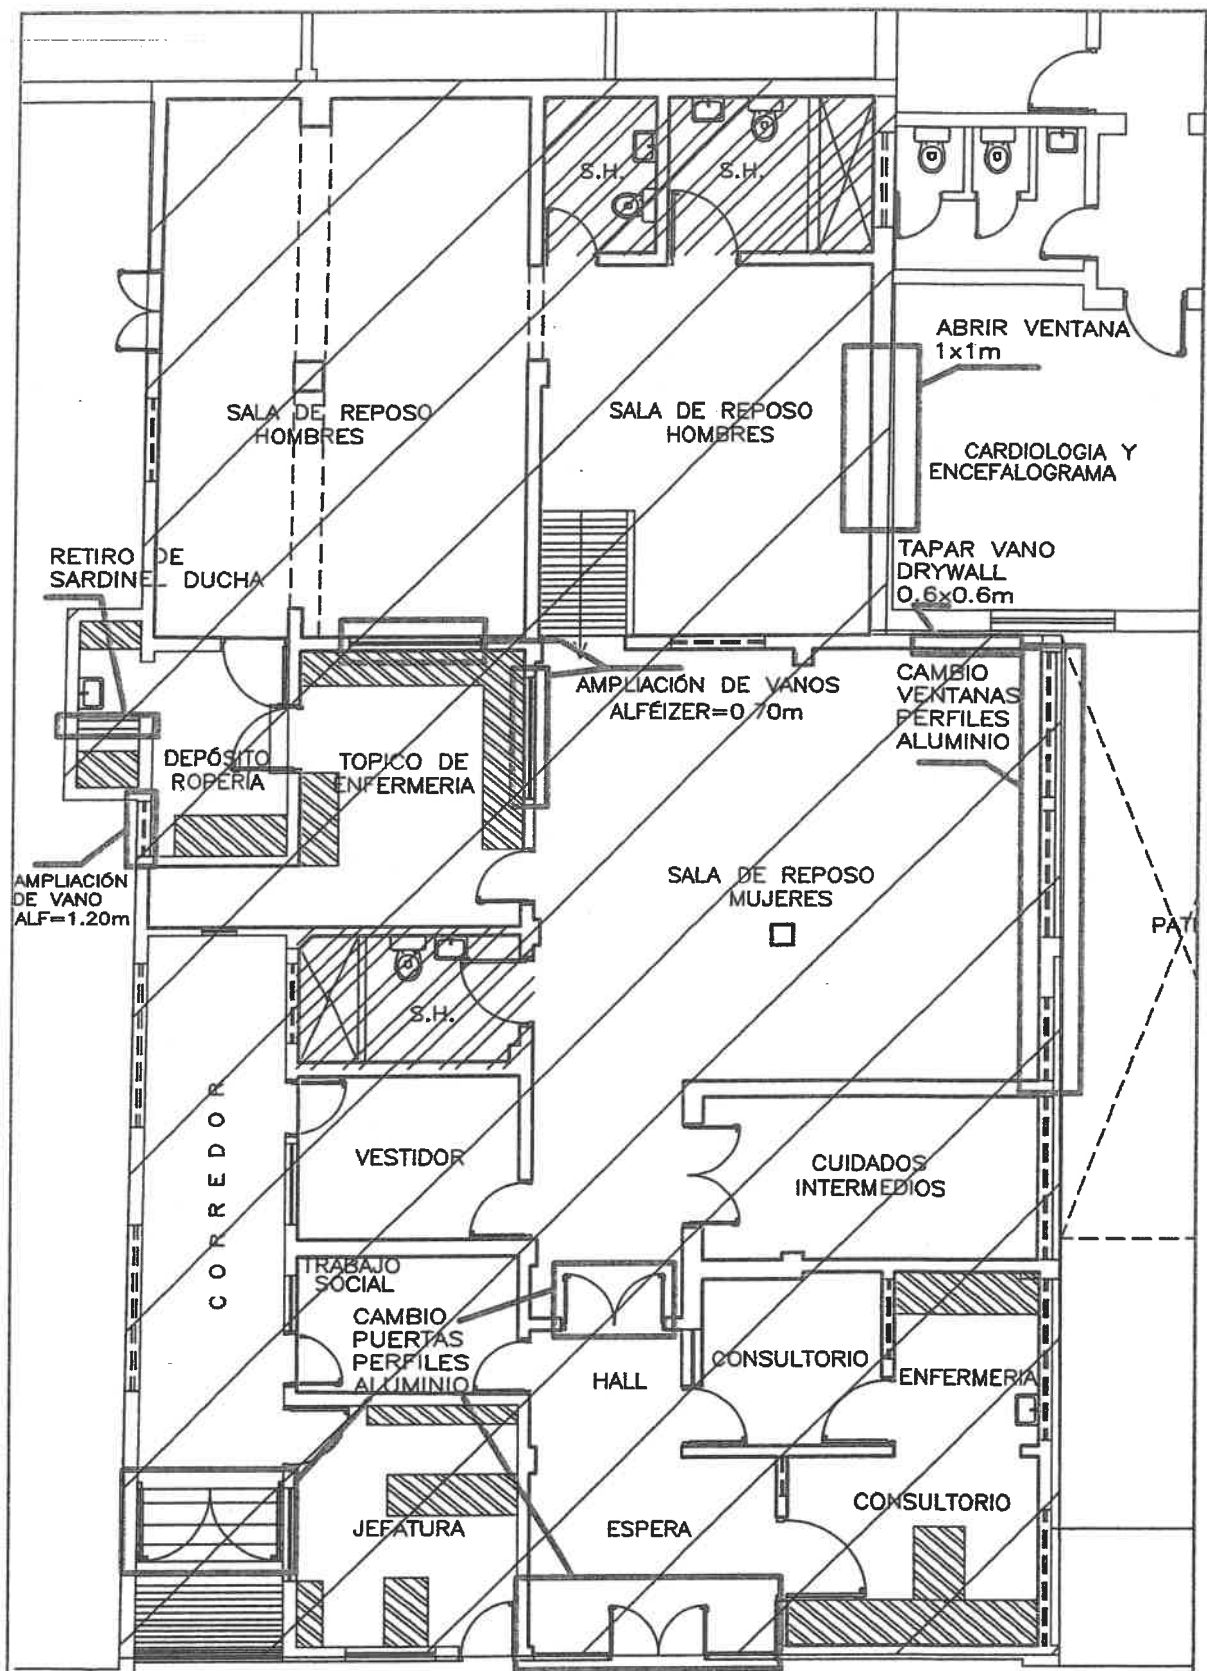 S.H.
S.H.
ABRIR VENTANA
1x1m
SALA DE REPOSO
HOMBRES
SALA DE REPOSO
HOMBRES
CARDIOLOGIA Y
ENCEFALOGRAMA
RETIRO DE
SARDINEL DUCHA
TAPAR VANO
DRYWALL
0.6x0.6m
AMPLIACIÓN DE VANOS
ALFÉIZER=0.70m
CAMBIO
VENTANAS
PERFILES
ALUMINIO
DEPÓSITO
ROPERIA
TOPICO DE
ENFERMERIA
AMPLIACIÓN
DE VANO
ALF=1.20m
SALA DE REPOSO
MUJERES
PATI
S.H.
CORREDOR
VESTIDOR
CUIDADOS
INTERMEDIOS
TRABAJO
SOCIAL
CAMBIO
PUERTAS
PERFILES
ALUMINIO
HALL
CONSULTORIO
ENFERMERIA
JEFATURA
ESPERA
CONSULTORIO